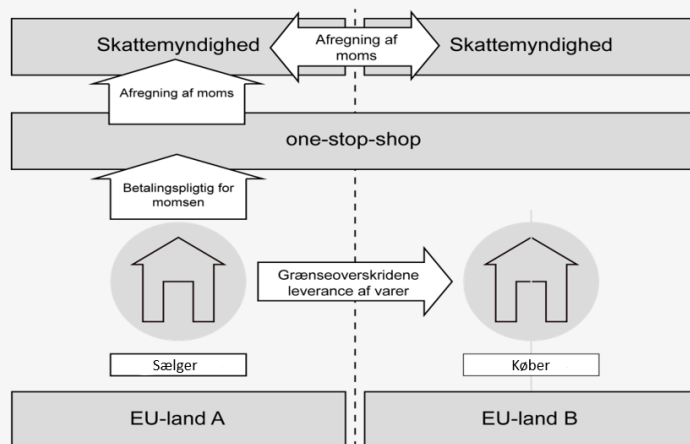 Skattemyndighed
Afregning af
moms
Skattemyndighed
Afregning af moms
one-stop-shop
Betalingspligtig for
momsen
Grænseoverskridene
leverance af varer
Sælger
Køber
EU-land A
EU-land B